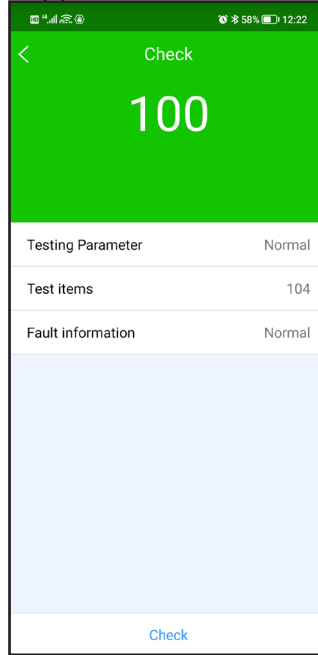 58% 12:22
Check
100
Testing Parameter Normal
Test items 104
Fault information Normal
Check